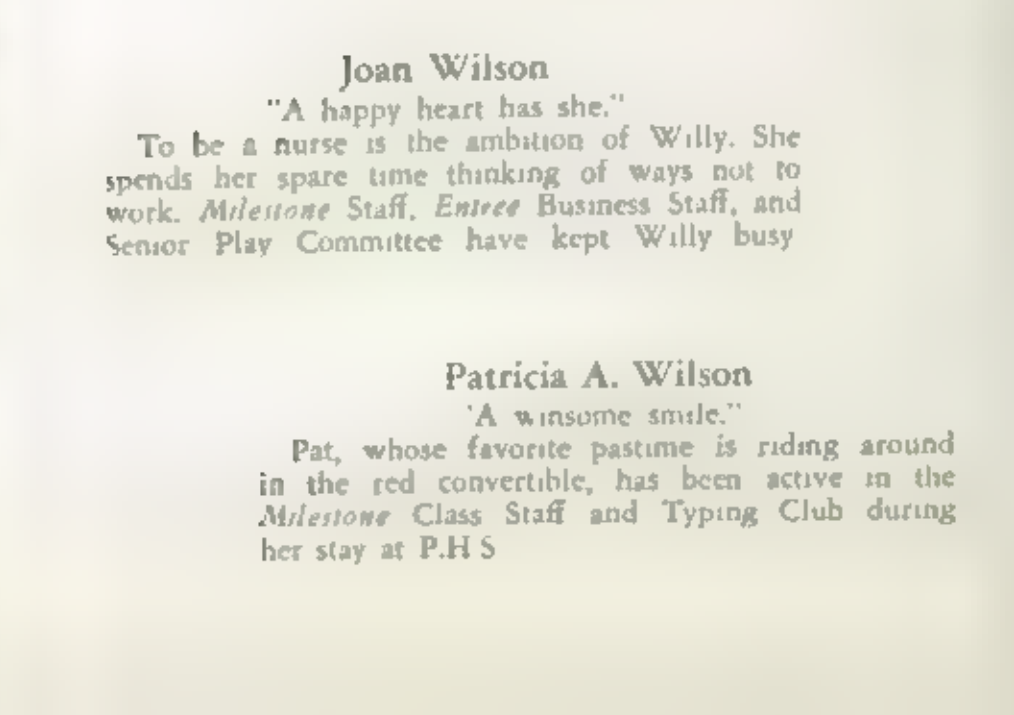 Joan Wilson
"A happy heart has she."
To be a nurse is the ambition of Willy. She
spends her spare time thinking of ways not to
work. Milestone Staff, Entree Business Staff, and
Senior Play Committee have kept Willy busy
Patricia A. Wilson
'A winsome smile."
Pat, whose favorite pastime is riding around
in the red convertible, has been active in the
Milestone Class Staff and Typing Club during
her stay at P.H S